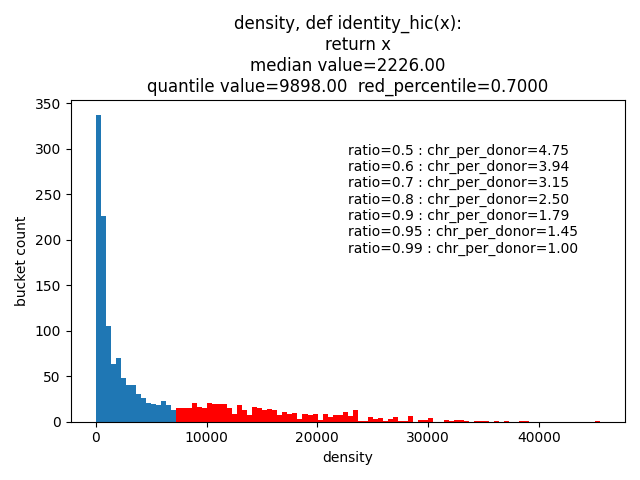 density, def identity_hic(x):
return x
median value=2226.00
quantile value=9898.00  red_percentile=0.7000
350
300
250
200
150
100
50
0
bucket count
ratio=0.5 : chr_per_donor=4.75
ratio=0.6 : chr_per_donor=3.94
ratio=0.7 : chr_per_donor=3.15
ratio=0.8 : chr_per_donor=2.50
ratio=0.9 : chr_per_donor=1.79
ratio=0.95 : chr_per_donor=1.45
ratio=0.99 : chr_per_donor=1.00
0 10000 20000 30000 40000
density